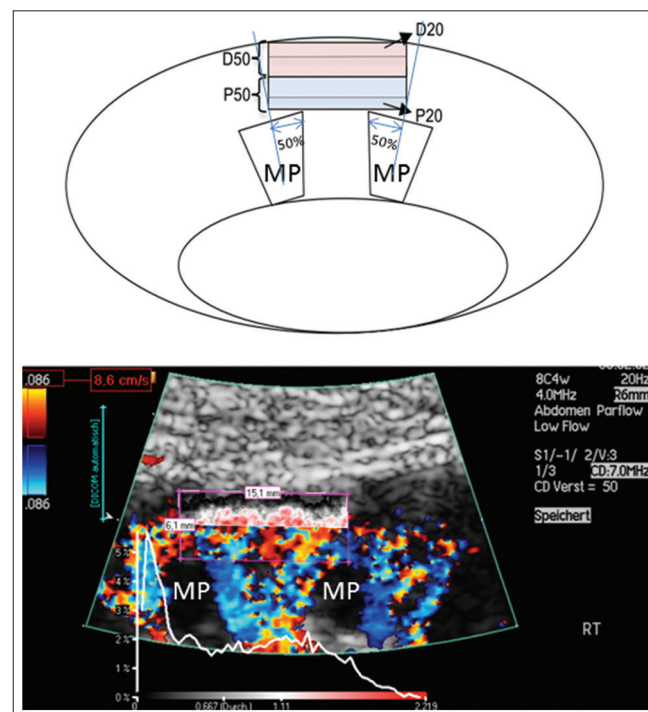 D20
D50
P50
P20
50%
50%
MP
MP
.086
8,6 cm/s
8C4w 20Hz
4.0MHz R6mm
Abdomen Parflow
Low Flow
S1/-1/ 2/V:3
1/3 CD:7.0MHz
CD Verst = 50
Speichert
[DICOM automatisch]
.086
15,1 mm
6,1 mm
MP
MP
RT
5%
4%
3%
2%
1%
0%
0 0.667 (Durch.) 1.11 2.219